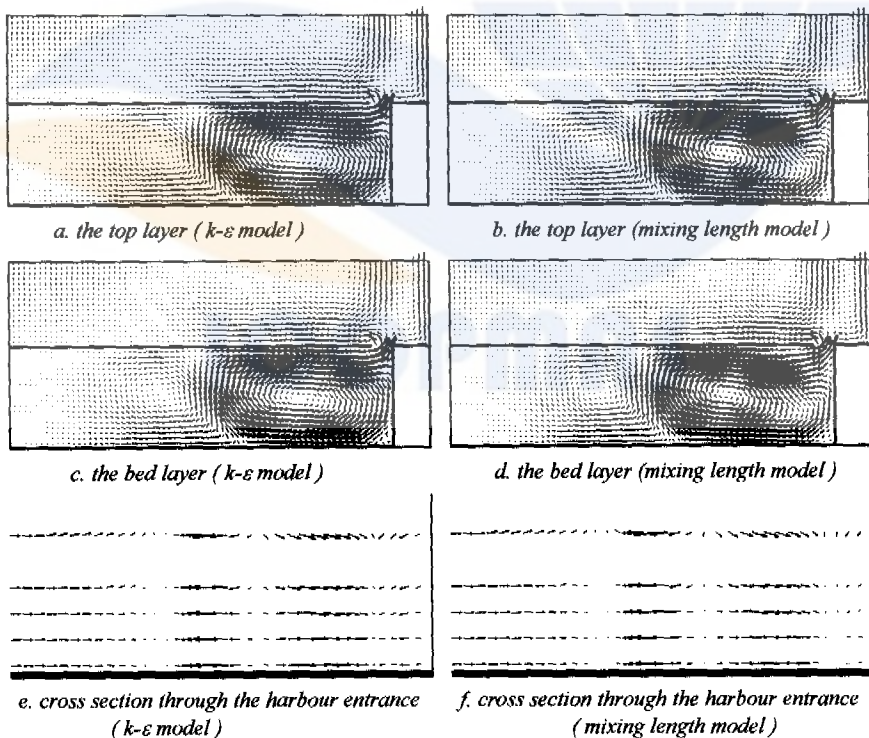 a. the top layer ( k-ε model )
b. the top layer (mixing length model )
c. the bed layer ( k-ε model )
d. the bed layer (mixing length model )
e. cross section through the harbour entrance
( k-ε model )
f. cross section through the harbour entrance
( mixing length model )